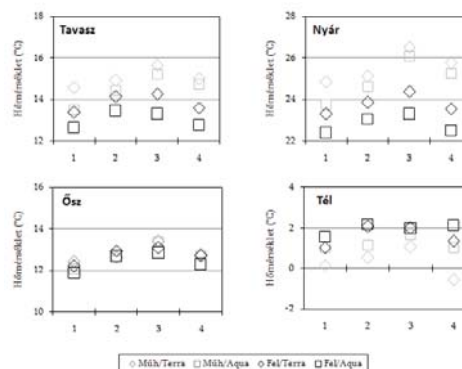 Tavasz
Hőmérséklet (°C)
16
14
12
1 2 3 4
Nyár
Hőmérséklet (°C)
28
26
24
22
1 2 3 4
Ősz
Hőmérséklet (°C)
16
14
12
10
1 2 3 4
Tél
Hőmérséklet (°C)
4
2
0
-2
1 2 3 4
Műh/Terra Műh/Aqua Fel/Terra Fel/Aqua